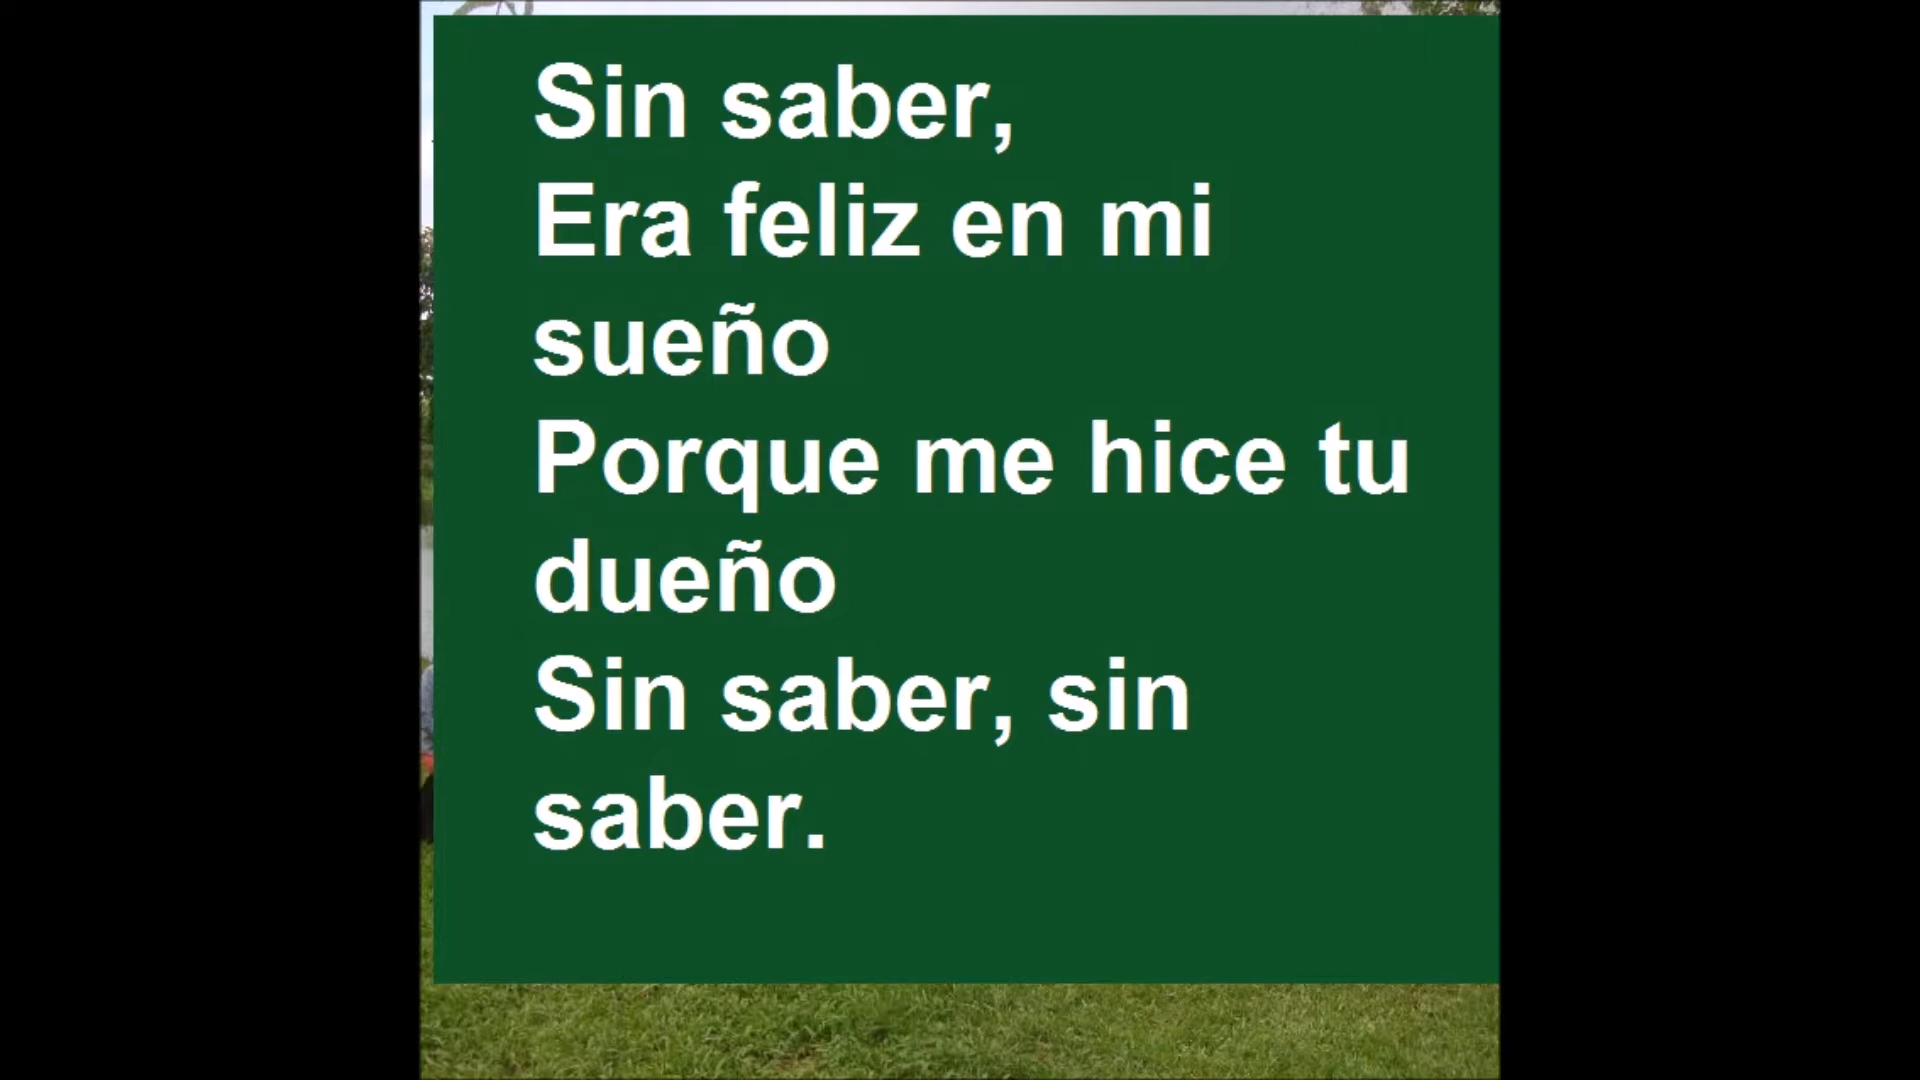 Sin saber,
Era feliz en mi
sueño
Porque me hice tu
dueño
Sin saber, sin
saber.